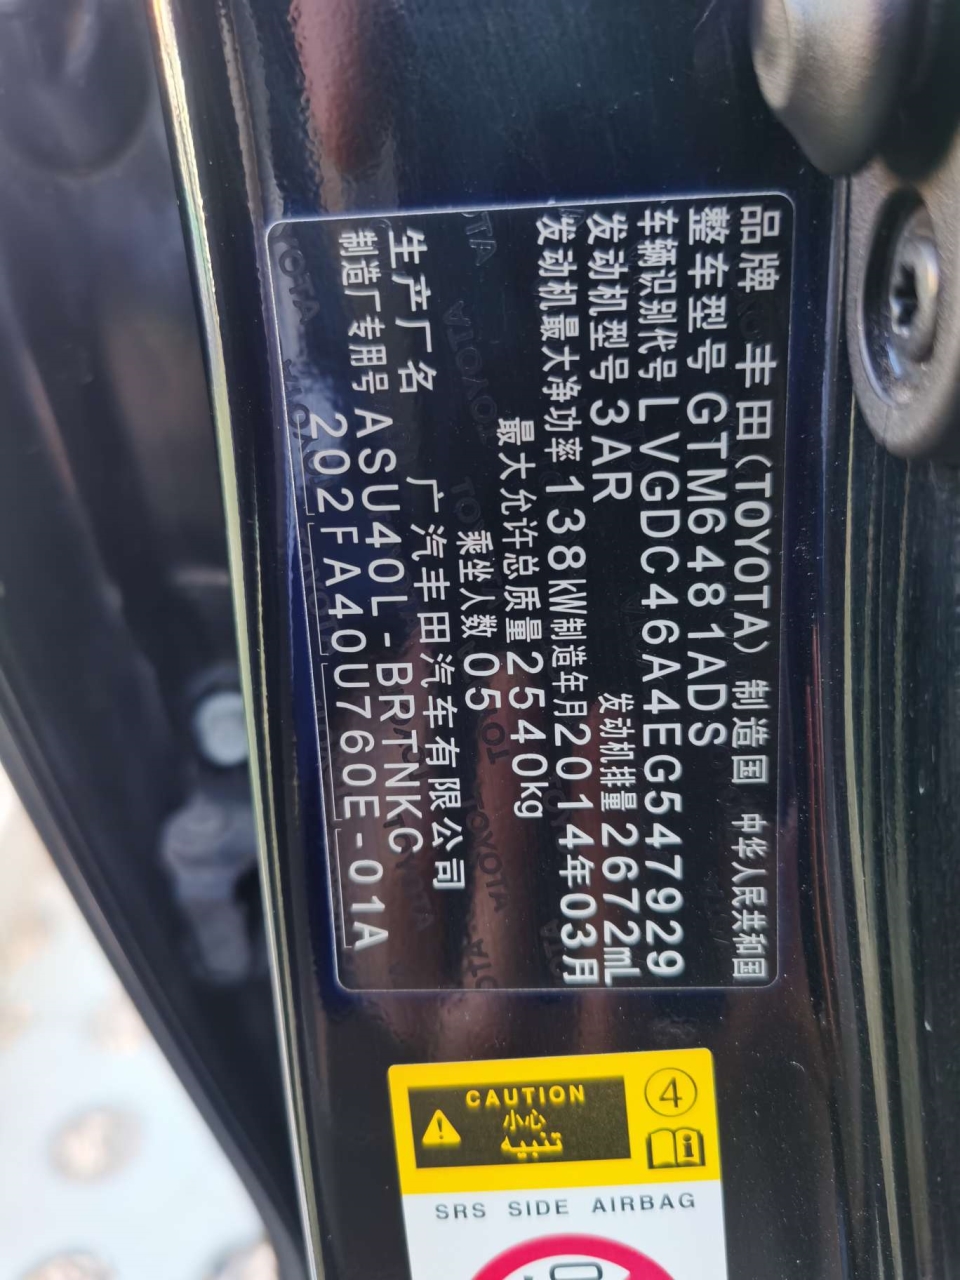 品牌 丰田(TOYOTA) 制造国 中华人民共和国
整车型号 GTM6481ADS
车辆识别代号 LVGDC46A4EG547929
发动机型号 3AR 发动机排量 2672mL
发动机最大净功率 138kW 制造年月 2014年03月
最大允许总质量 2540kg
乘坐人数 05
生产厂名 广汽丰田汽车有限公司
制造厂专用号 ASU40L-BRTNKC
202FA40U760E-01A
CAUTION
小心
تنبيه
4
SRS SIDE AIRBAG